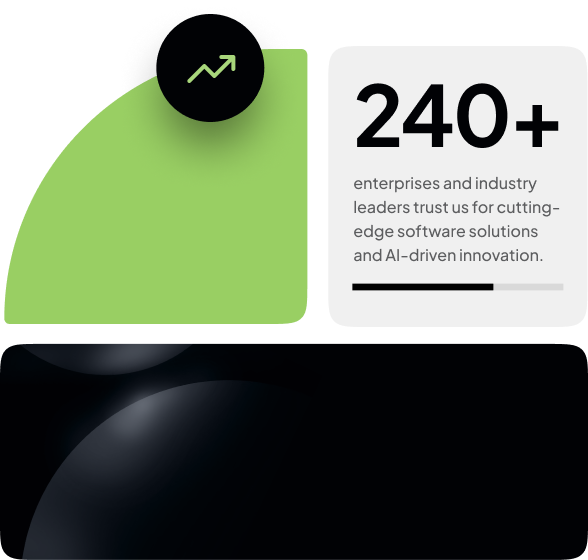 240+
enterprises and industry
leaders trust us for cutting-
edge software solutions
and AI-driven innovation.